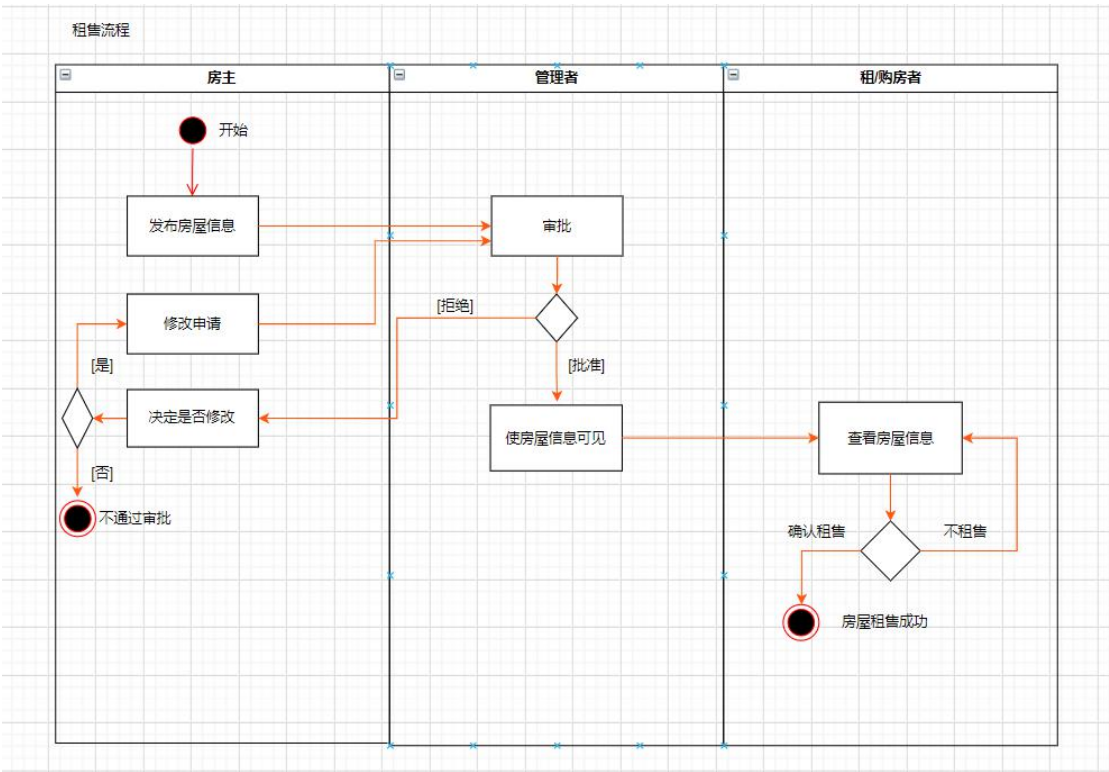 租售流程
房主
管理者
租/购房者
开始
发布房屋信息
审批
[拒绝]
修改申请
[是]
[批准]
决定是否修改
使房屋信息可见
查看房屋信息
[否]
不通过审批
确认租售
不租售
房屋租售成功